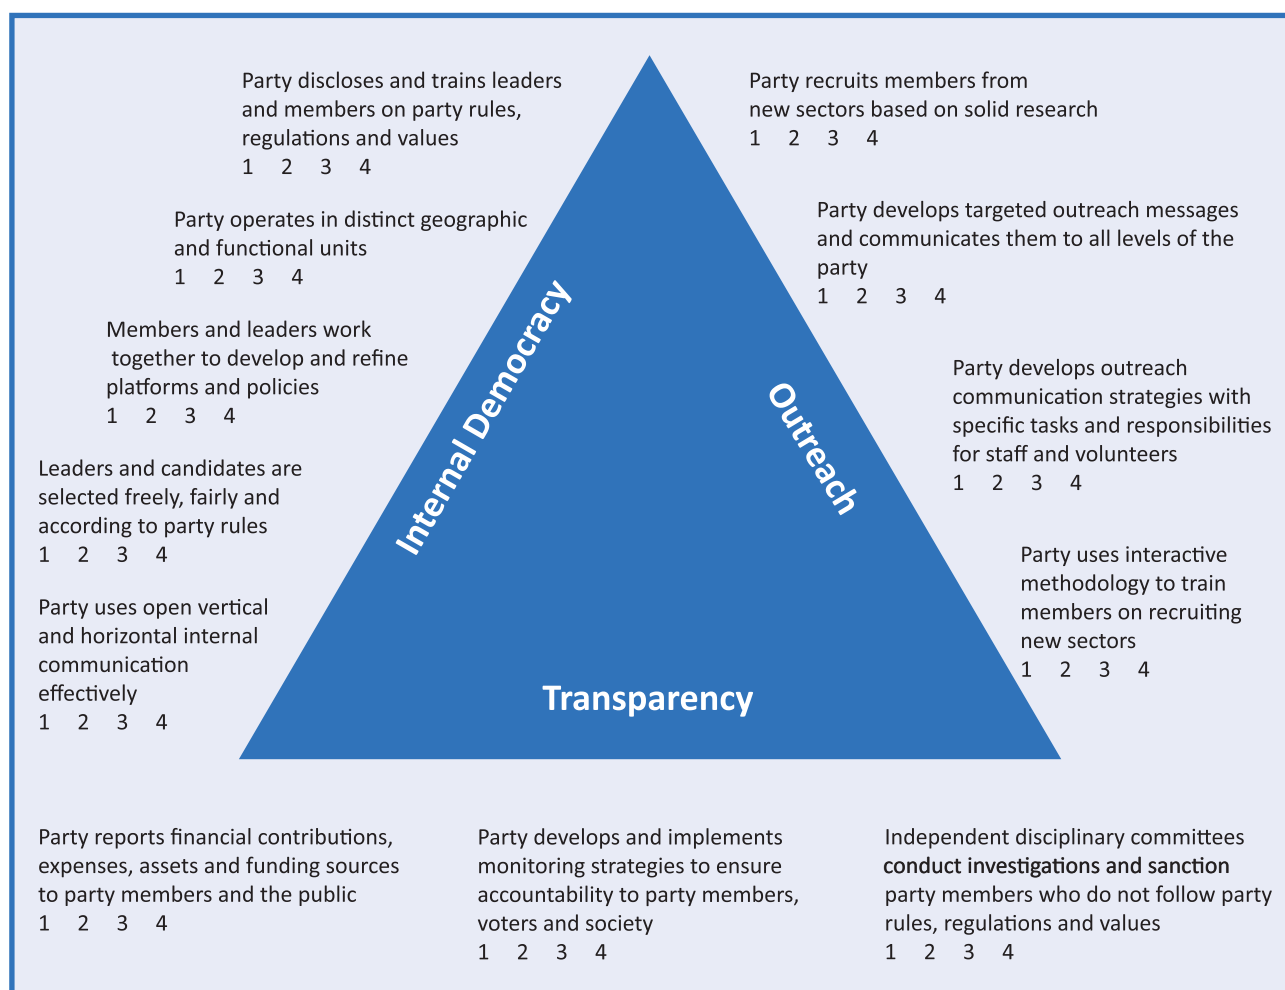 Party discloses and trains leaders
and members on party rules,
regulations and values
1 2 3 4
Party operates in distinct geographic
and functional units
1 2 3 4
Members and leaders work
together to develop and refine
platforms and policies
1 2 3 4
Leaders and candidates are
selected freely, fairly and
according to party rules
1 2 3 4
Party uses open vertical
and horizontal internal
communication
effectively
1 2 3 4
Internal Democracy
Party recruits members from
new sectors based on solid research
1 2 3 4
Party develops targeted outreach messages
and communicates them to all levels of the
party
1 2 3 4
Party develops outreach
communication strategies with
specific tasks and responsibilities
for staff and volunteers
1 2 3 4
Party uses interactive
methodology to train
members on recruiting
new sectors
1 2 3 4
Outreach
Transparency
Party reports financial contributions,
expenses, assets and funding sources
to party members and the public
1 2 3 4
Party develops and implements
monitoring strategies to ensure
accountability to party members,
voters and society
1 2 3 4
Independent disciplinary committees
conduct investigations and sanction
party members who do not follow party
rules, regulations and values
1 2 3 4